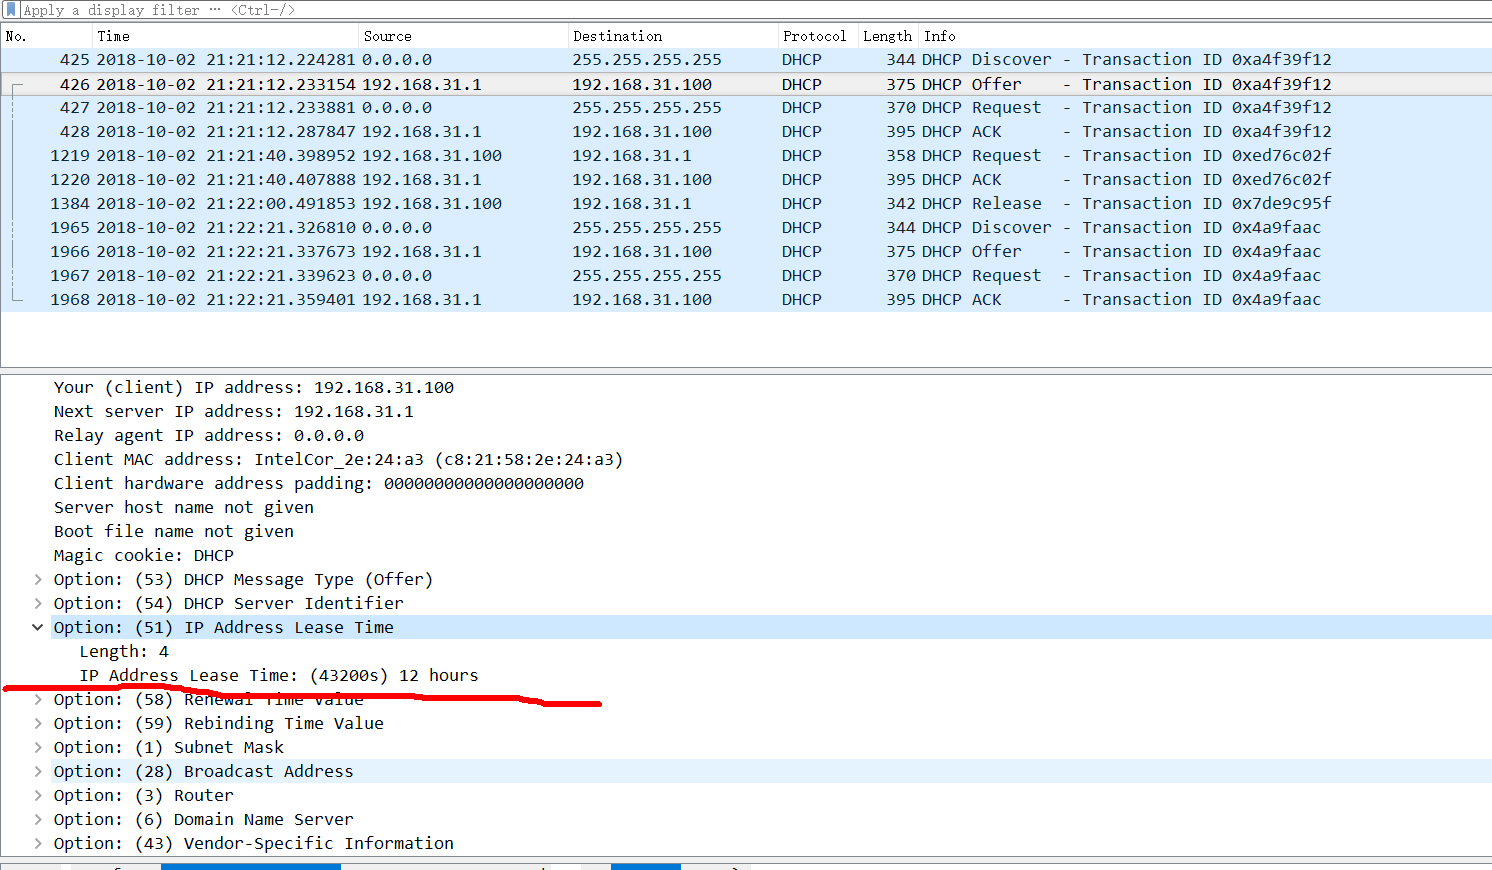 Apply a display filter ⋯ <Ctrl-/>
No. Time Source Destination Protocol Length Info
425 2018-10-02 21:21:12.224281 0.0.0.0 255.255.255.255 DHCP 344 DHCP Discover - Transaction ID 0xa4f39f12
426 2018-10-02 21:21:12.233154 192.168.31.1 192.168.31.100 DHCP 375 DHCP Offer - Transaction ID 0xa4f39f12
427 2018-10-02 21:21:12.233881 0.0.0.0 255.255.255.255 DHCP 370 DHCP Request - Transaction ID 0xa4f39f12
428 2018-10-02 21:21:12.287847 192.168.31.1 192.168.31.100 DHCP 395 DHCP ACK - Transaction ID 0xa4f39f12
1219 2018-10-02 21:21:40.398952 192.168.31.100 192.168.31.1 DHCP 358 DHCP Request - Transaction ID 0xed76c02f
1220 2018-10-02 21:21:40.407888 192.168.31.1 192.168.31.100 DHCP 395 DHCP ACK - Transaction ID 0xed76c02f
1384 2018-10-02 21:22:00.491853 192.168.31.100 192.168.31.1 DHCP 342 DHCP Release - Transaction ID 0x7de9c95f
1965 2018-10-02 21:22:21.326810 0.0.0.0 255.255.255.255 DHCP 344 DHCP Discover - Transaction ID 0x4a9faac
1966 2018-10-02 21:22:21.337673 192.168.31.1 192.168.31.100 DHCP 375 DHCP Offer - Transaction ID 0x4a9faac
1967 2018-10-02 21:22:21.339623 0.0.0.0 255.255.255.255 DHCP 370 DHCP Request - Transaction ID 0x4a9faac
1968 2018-10-02 21:22:21.359401 192.168.31.1 192.168.31.100 DHCP 395 DHCP ACK - Transaction ID 0x4a9faac
Your (client) IP address: 192.168.31.100
Next server IP address: 192.168.31.1
Relay agent IP address: 0.0.0.0
Client MAC address: IntelCor_2e:24:a3 (c8:21:58:2e:24:a3)
Client hardware address padding: 00000000000000000000
Server host name not given
Boot file name not given
Magic cookie: DHCP
Option: (53) DHCP Message Type (Offer)
Option: (54) DHCP Server Identifier
Option: (51) IP Address Lease Time
Length: 4
IP Address Lease Time: (43200s) 12 hours
Option: (58) Renewal Time Value
Option: (59) Rebinding Time Value
Option: (1) Subnet Mask
Option: (28) Broadcast Address
Option: (3) Router
Option: (6) Domain Name Server
Option: (43) Vendor-Specific Information